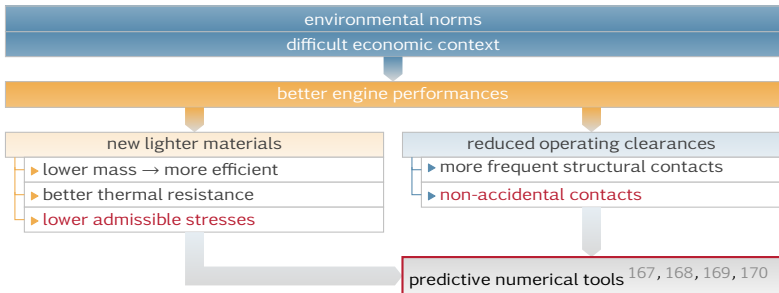 environmental norms
difficult economic context
better engine performances
new lighter materials
lower mass → more efficient
better thermal resistance
lower admissible stresses
reduced operating clearances
more frequent structural contacts
non-accidental contacts
predictive numerical tools 167, 168, 169, 170